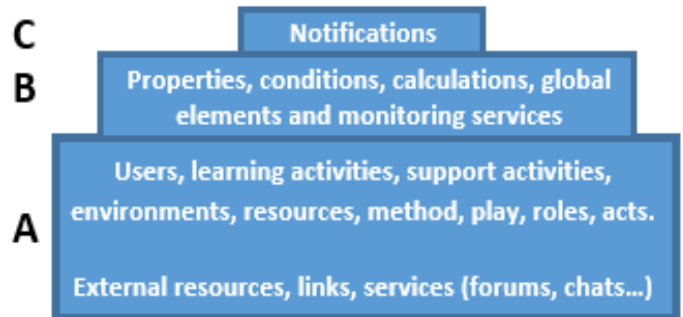 C
Notifications
B
Properties, conditions, calculations, global
elements and monitoring services
A
Users, learning activities, support activities,
environments, resources, method, play, roles, acts.
External resources, links, services (forums, chats...)